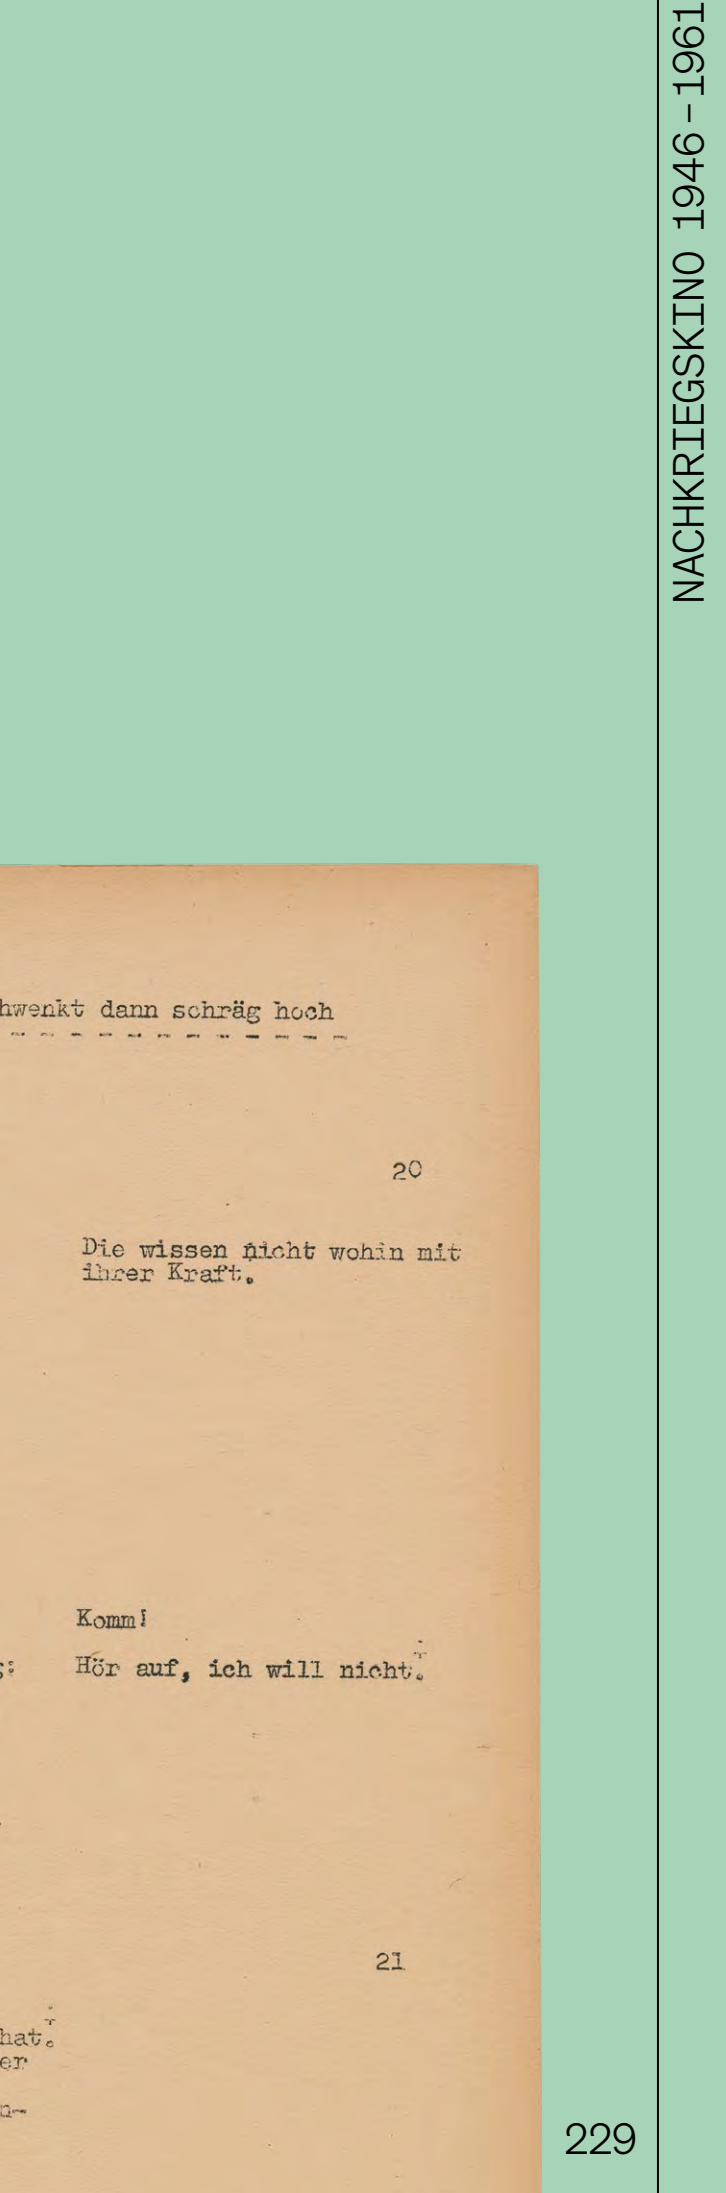 NACHKRIEGSKINO 1946–1961
hwenkt dann schräg hoch
20
Die wissen nicht wohin mit
ihrer Kraft.
Komm!
g: Hör auf, ich will nicht.
21
hat.
er
n-
229